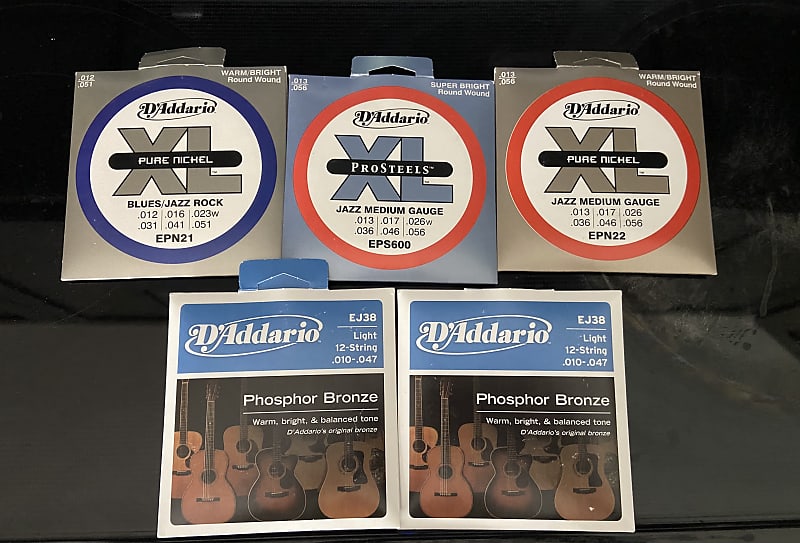 .012
.051
WARM/BRIGHT
Round Wound
D'Addario
XL
PURE NICKEL
BLUES/JAZZ ROCK
.012 .016 .023w
.031 .041 .051
EPN21
.013
.056
SUPER BRIGHT
Round Wound
D'Addario
XL
PROSTEELS™
JAZZ MEDIUM GAUGE
.013 .017 .026w
.036 .046 .056
EPS600
.013
.056
WARM/BRIGHT
Round Wound
D'Addario
XL
PURE NICKEL
JAZZ MEDIUM GAUGE
.013 .017 .026
.036 .046 .056
EPN22
EJ38
D'Addario
Light
12-String
.010-.047
Phosphor Bronze
Warm, bright, & balanced tone
D'Addario's original bronze
EJ38
D'Addario
Light
12-String
.010-.047
Phosphor Bronze
Warm, bright, & balanced tone
D'Addario's original bronze